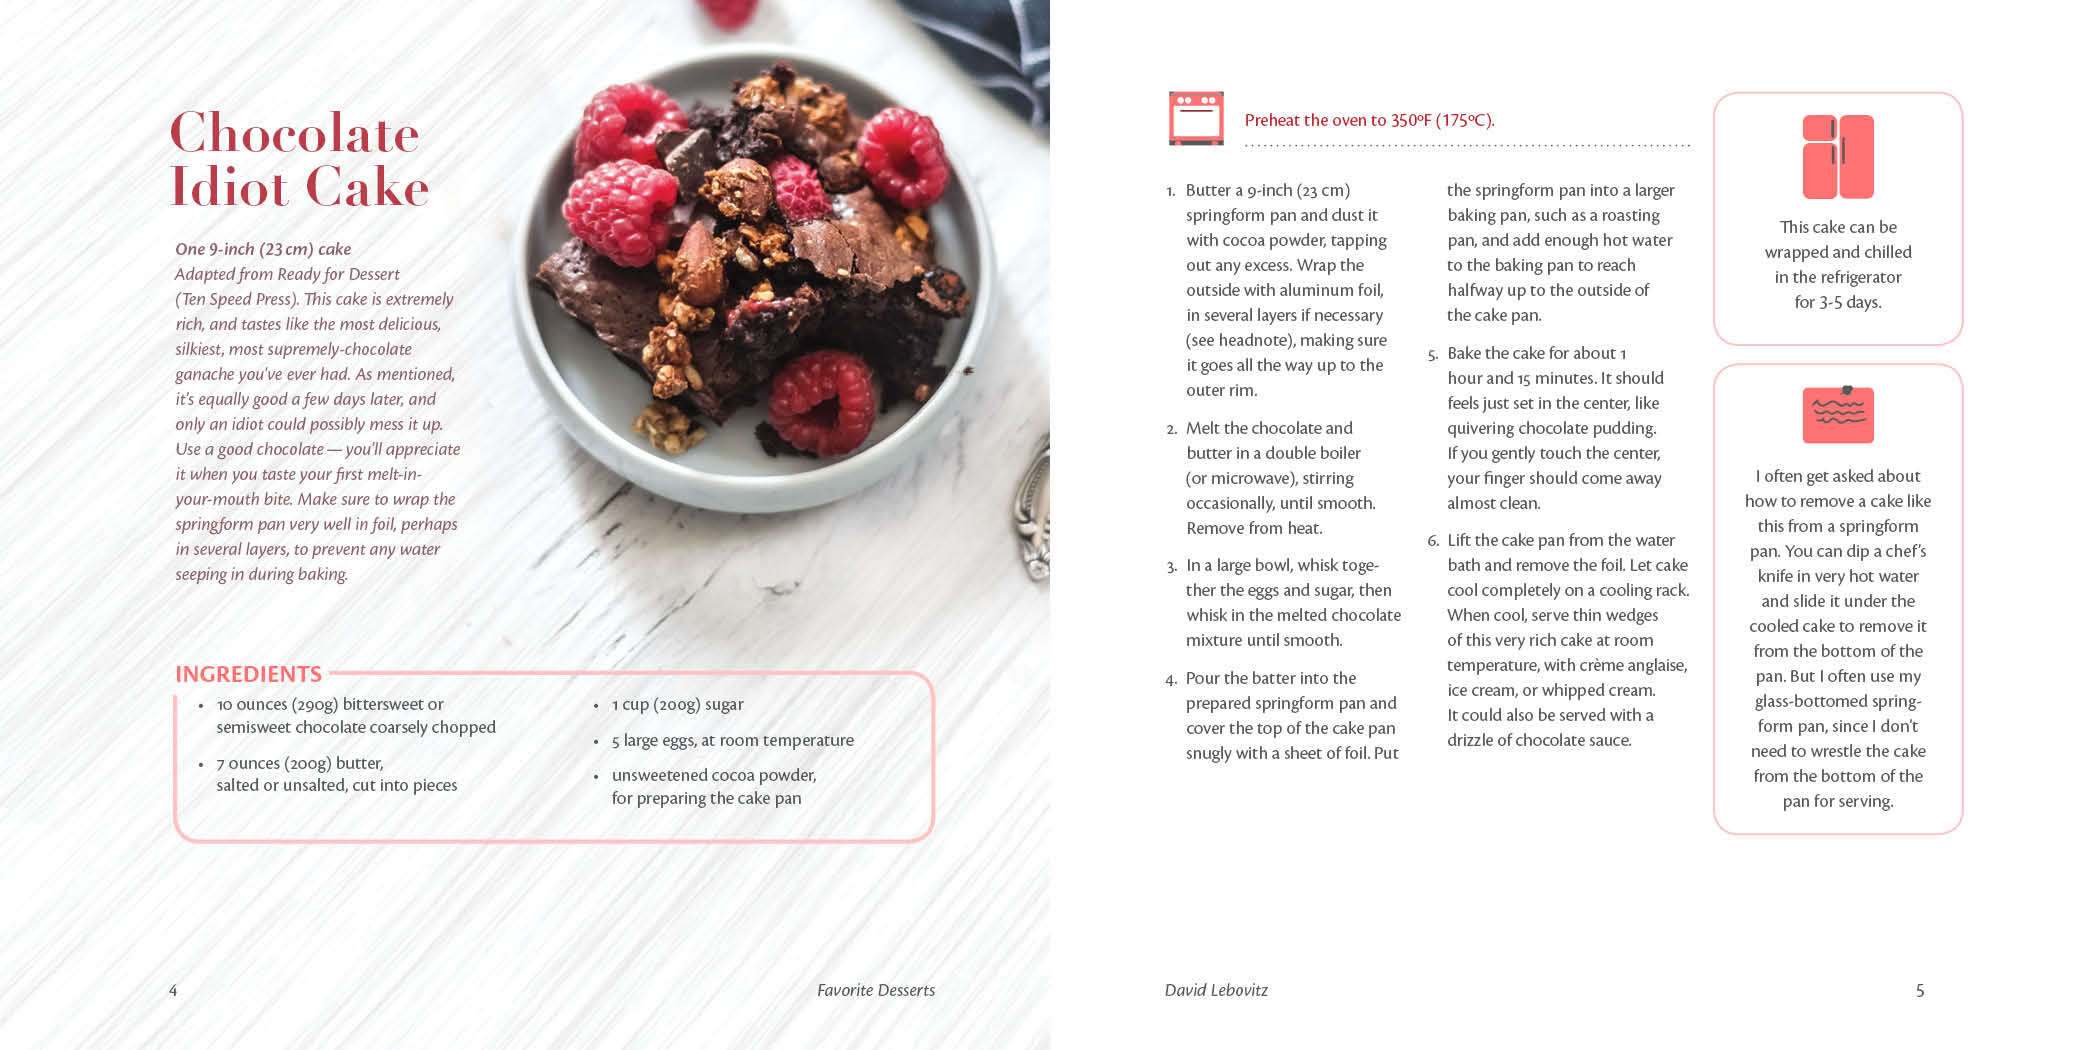 Chocolate
Idiot Cake
One 9-inch (23 cm) cake
Adapted from Ready for Dessert
(Ten Speed Press). This cake is extremely
rich, and tastes like the most delicious,
silkiest, most supremely-chocolate
ganache you've ever had. As mentioned,
it's equally good a few days later, and
only an idiot could possibly mess it up.
Use a good chocolate — you'll appreciate
it when you taste your first melt-in-
your-mouth bite. Make sure to wrap the
springform pan very well in foil, perhaps
in several layers, to prevent any water
seeping in during baking.
INGREDIENTS
• 10 ounces (290g) bittersweet or
semisweet chocolate coarsely chopped
• 7 ounces (200g) butter,
salted or unsalted, cut into pieces
• 1 cup (200g) sugar
• 5 large eggs, at room temperature
• unsweetened cocoa powder,
for preparing the cake pan
4
Favorite Desserts
Preheat the oven to 350ºF (175ºC).
1. Butter a 9-inch (23 cm)
springform pan and dust it
with cocoa powder, tapping
out any excess. Wrap the
outside with aluminum foil,
in several layers if necessary
(see headnote), making sure
it goes all the way up to the
outer rim.
2. Melt the chocolate and
butter in a double boiler
(or microwave), stirring
occasionally, until smooth.
Remove from heat.
3. In a large bowl, whisk toge-
ther the eggs and sugar, then
whisk in the melted chocolate
mixture until smooth.
4. Pour the batter into the
prepared springform pan and
cover the top of the cake pan
snugly with a sheet of foil. Put
the springform pan into a larger
baking pan, such as a roasting
pan, and add enough hot water
to the baking pan to reach
halfway up to the outside of
the cake pan.
5. Bake the cake for about 1
hour and 15 minutes. It should
feels just set in the center, like
quivering chocolate pudding.
If you gently touch the center,
your finger should come away
almost clean.
6. Lift the cake pan from the water
bath and remove the foil. Let cake
cool completely on a cooling rack.
When cool, serve thin wedges
of this very rich cake at room
temperature, with crème anglaise,
ice cream, or whipped cream.
It could also be served with a
drizzle of chocolate sauce.
This cake can be
wrapped and chilled
in the refrigerator
for 3-5 days.
I often get asked about
how to remove a cake like
this from a springform
pan. You can dip a chef's
knife in very hot water
and slide it under the
cooled cake to remove it
from the bottom of the
pan. But I often use my
glass-bottomed spring-
form pan, since I don't
need to wrestle the cake
from the bottom of the
pan for serving.
David Lebovitz
5